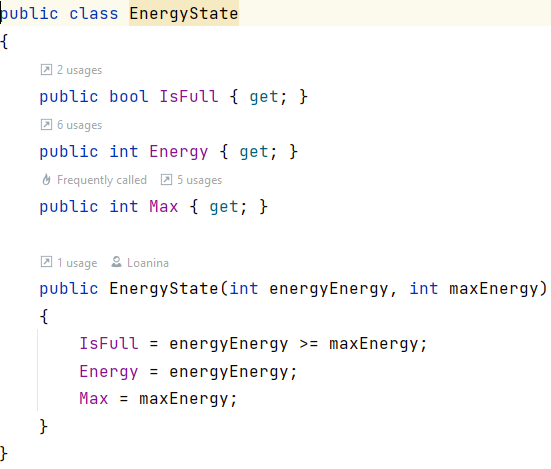 public class EnergyState
{
2 usages
public bool IsFull { get; }
6 usages
public int Energy { get; }
Frequently called 5 usages
public int Max { get; }
1 usage Loanina
public EnergyState(int energyEnergy, int maxEnergy)
{
IsFull = energyEnergy >= maxEnergy;
Energy = energyEnergy;
Max = maxEnergy;
}
}